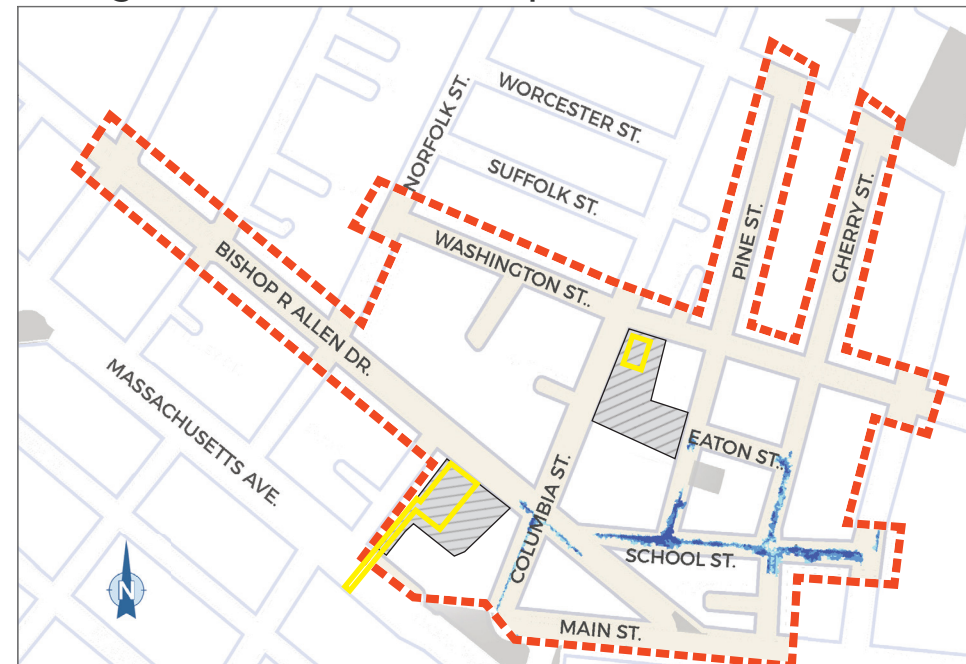 WORCESTER ST.
NORFOLK ST.
SUFFOLK ST.
CHERRY ST.
PINE ST.
WASHINGTON ST..
BISHOP R ALLEN DR.
MASSACHUSETTS AVE.
EATON ST..
COLUMBIA ST.
SCHOOL ST.
N
MAIN ST.